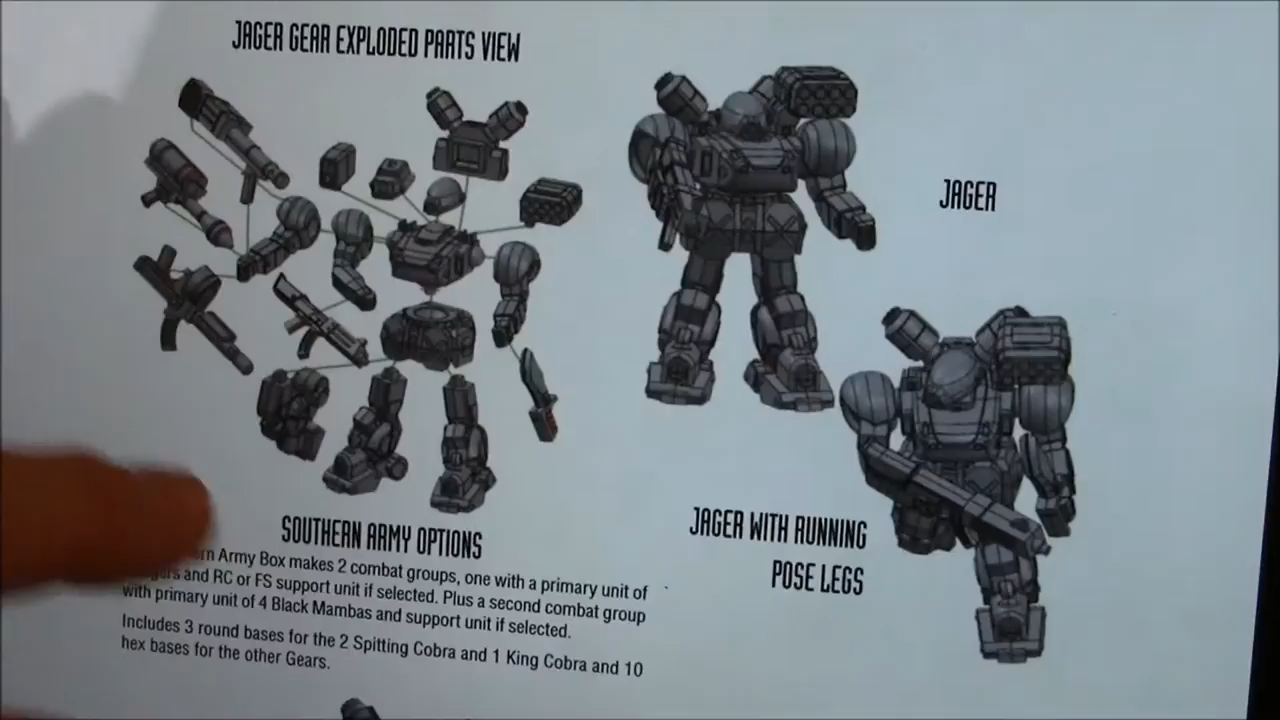 JAGER GEAR EXPLODED PARTS VIEW
JAGER
JAGER WITH RUNNING
POSE LEGS
SOUTHERN ARMY OPTIONS
Army Box makes 2 combat groups, one with a primary unit of
and RC or FS support unit if selected. Plus a second combat group
with primary unit of 4 Black Mambas and support unit if selected.
Includes 3 round bases for the 2 Spitting Cobra and 1 King Cobra and 10
hex bases for the other Gears.